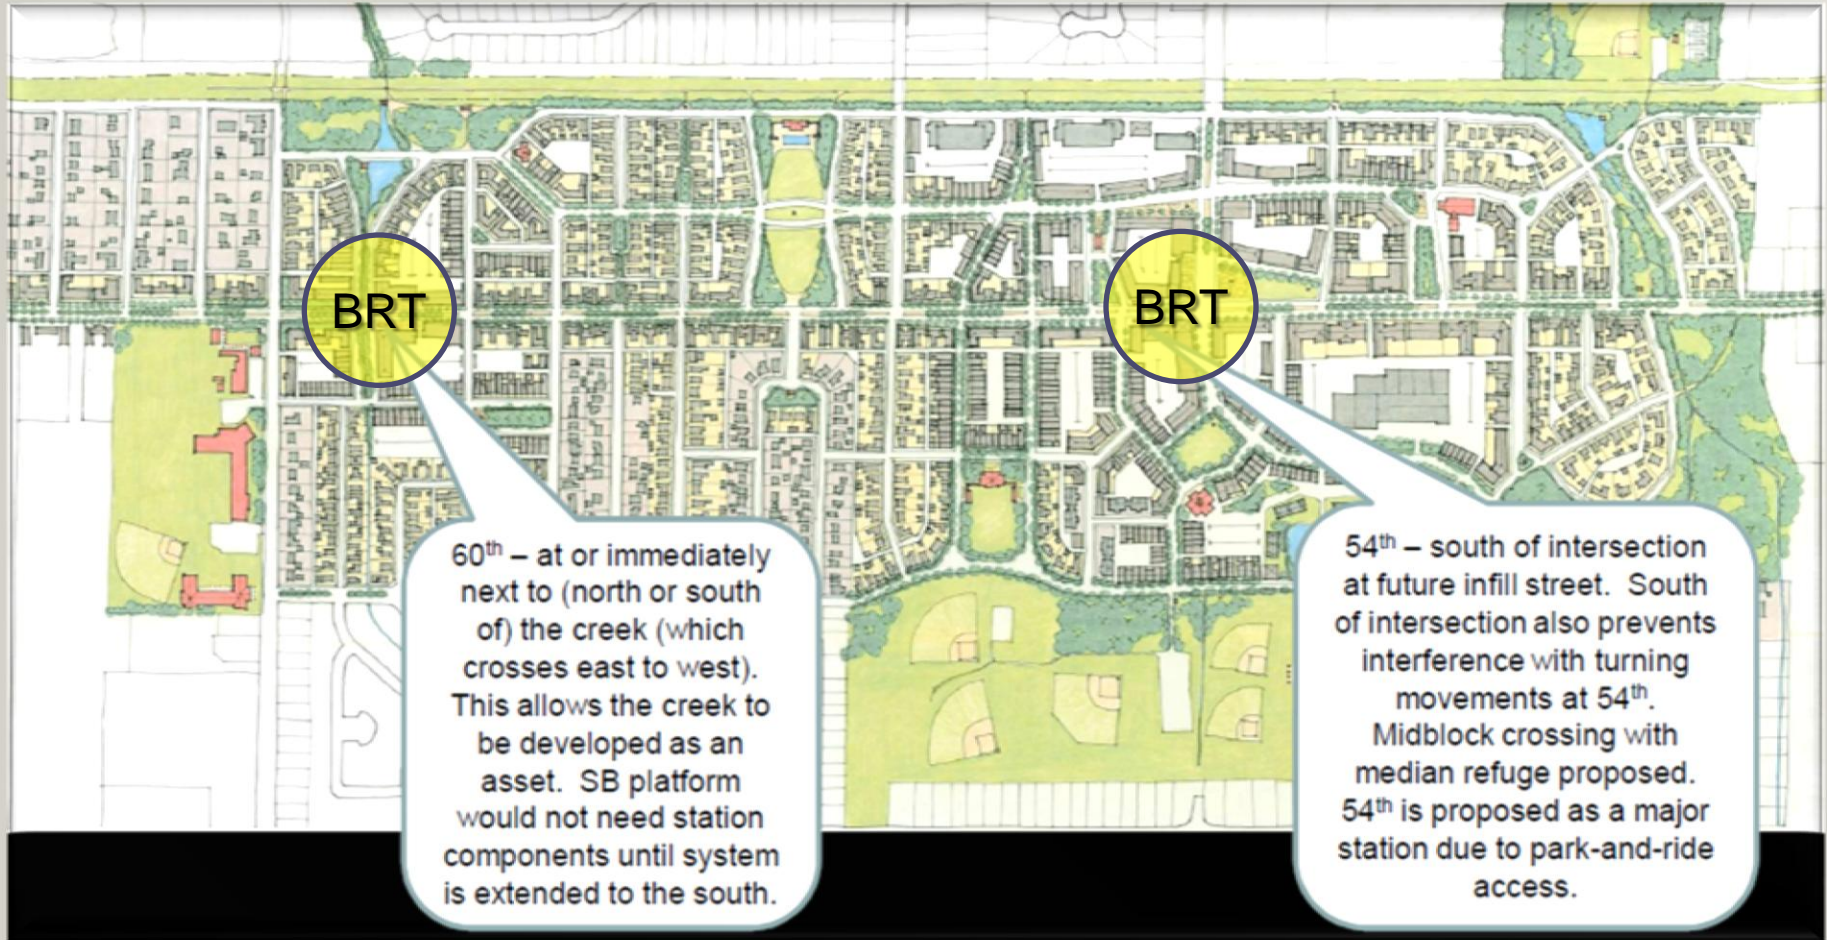 BRT
BRT
60th – at or immediately
next to (north or south
of) the creek (which
crosses east to west).
This allows the creek to
be developed as an
asset.  SB platform
would not need station
components until system
is extended to the south.
54th – south of intersection
at future infill street.  South
of intersection also prevents
interference with turning
movements at 54th.
Midblock crossing with
median refuge proposed.
54th is proposed as a major
station due to park-and-ride
access.